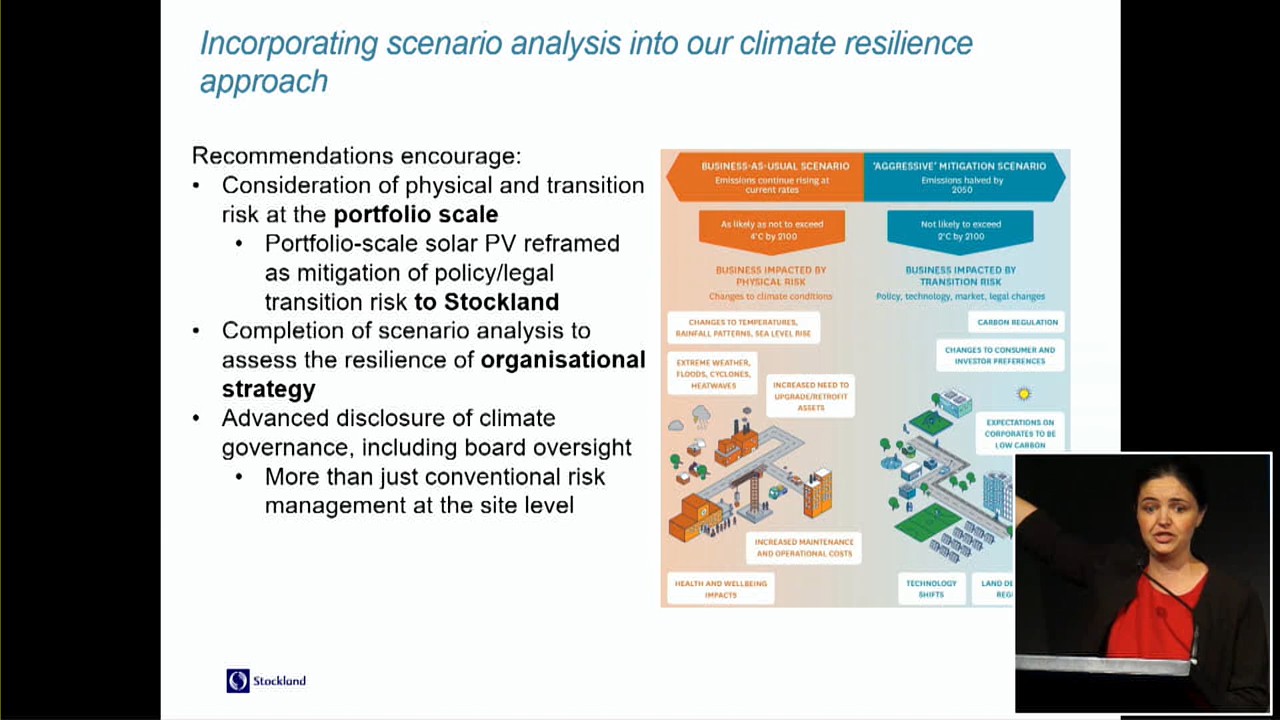 Incorporating scenario analysis into our climate resilience
approach
Recommendations encourage:
• Consideration of physical and transition
risk at the portfolio scale
• Portfolio-scale solar PV reframed
as mitigation of policy/legal
transition risk to Stockland
• Completion of scenario analysis to
assess the resilience of organisational
strategy
• Advanced disclosure of climate
governance, including board oversight
• More than just conventional risk
management at the site level
BUSINESS-AS-USUAL SCENARIO
Emissions continue rising at
current rates
As likely as not to exceed
4°C by 2100
BUSINESS IMPACTED BY
PHYSICAL RISK
Changes to climate conditions
CHANGES TO TEMPERATURES,
RAINFALL PATTERNS, SEA LEVEL RISE
EXTREME WEATHER,
FLOODS, CYCLONES,
HEATWAVES
INCREASED NEED TO
UPGRADE/RETROFIT
ASSETS
INCREASED MAINTENANCE
AND OPERATIONAL COSTS
HEALTH AND WELLBEING
IMPACTS
'AGGRESSIVE' MITIGATION SCENARIO
Emissions halved by
2050
Not likely to exceed
2°C by 2100
BUSINESS IMPACTED BY
TRANSITION RISK
Policy, technology, market, legal changes
CARBON REGULATION
CHANGES TO CONSUMER AND
INVESTOR PREFERENCES
EXPECTATIONS ON
CORPORATES TO BE
LOW CARBON
TECHNOLOGY
SHIFTS
LAND
Stockland